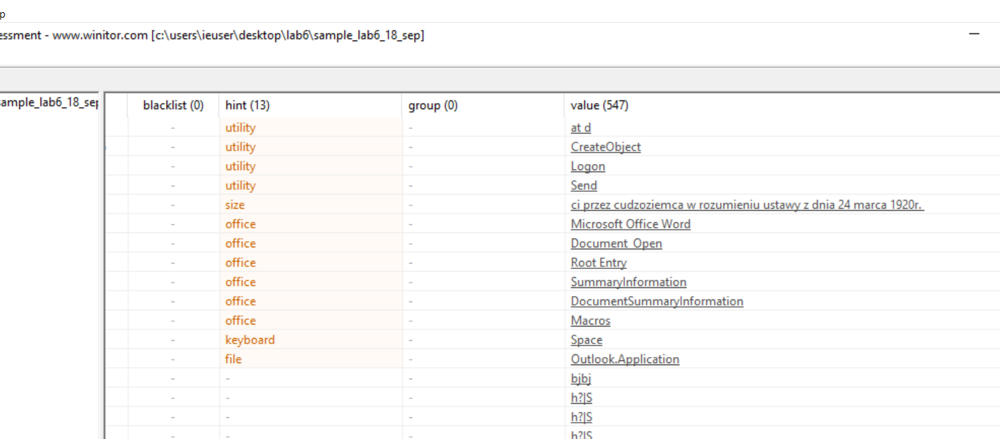 p
essment - www.winitor.com [c:\users\ieuser\desktop\lab6\sample_lab6_18_sep]
sample_lab6_18_sep
blacklist (0) hint (13) group (0) value (547)
- utility - at d
- utility - CreateObject
- utility - Logon
- utility - Send
- size - ci przez cudzoziemca w rozumieniu ustawy z dnia 24 marca 1920r.
- office - Microsoft Office Word
- office - Document_Open
- office - Root Entry
- office - SummaryInformation
- office - DocumentSummaryInformation
- office - Macros
- keyboard - Space
- file - Outlook.Application
- - - bjbj
- - - h?|S
- - - h?|S
- - - h?|S